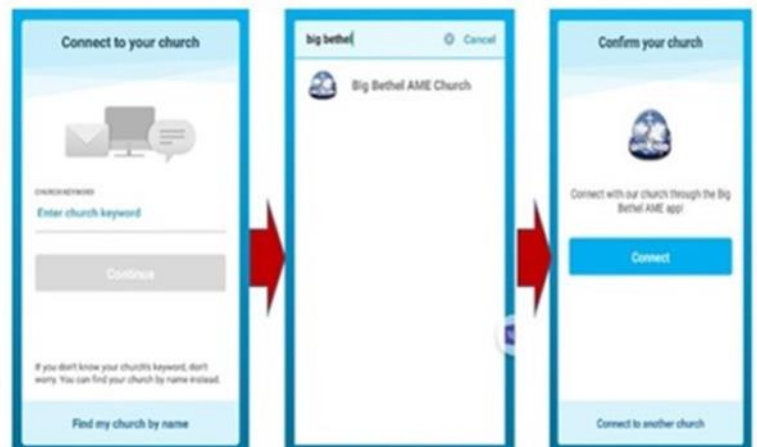 Connect to your church
CHURCH KEYWORD
Enter church keyword
Continue
If you don't know your church's keyword, don't
worry. You can find your church by name instead.
Find my church by name
big bethel
Cancel
Big Bethel AME Church
Confirm your church
Connect with our church through the Big
Bethel AME app!
Connect
Connect to another church